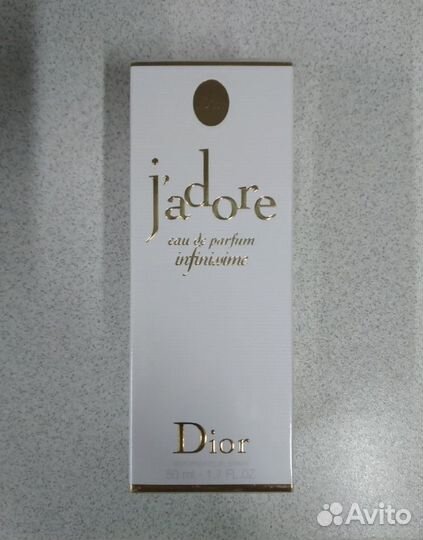 j'adore
eau de parfum
infinissime
Dior
50 ml - 1.7 FL.OZ
Avito